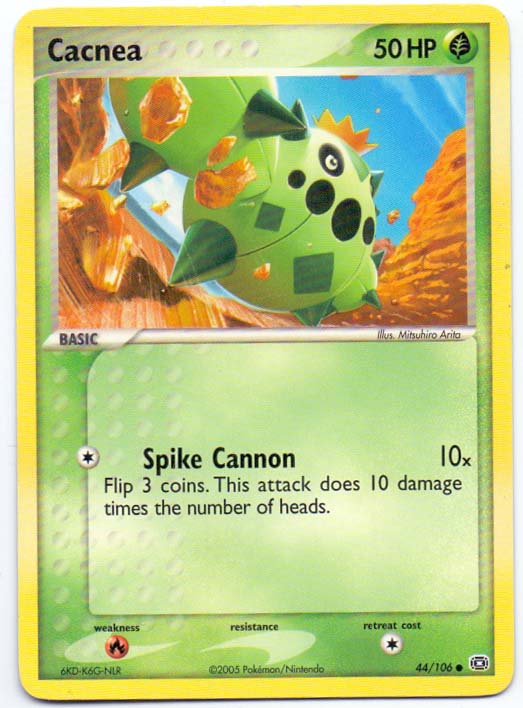 Cacnea 50 HP
BASIC
Illus. Mitsuhiro Arita
Spike Cannon 10x
Flip 3 coins. This attack does 10 damage
times the number of heads.
weakness resistance retreat cost
6KD-K6G-NLR ©2005 Pokémon/Nintendo 44/106